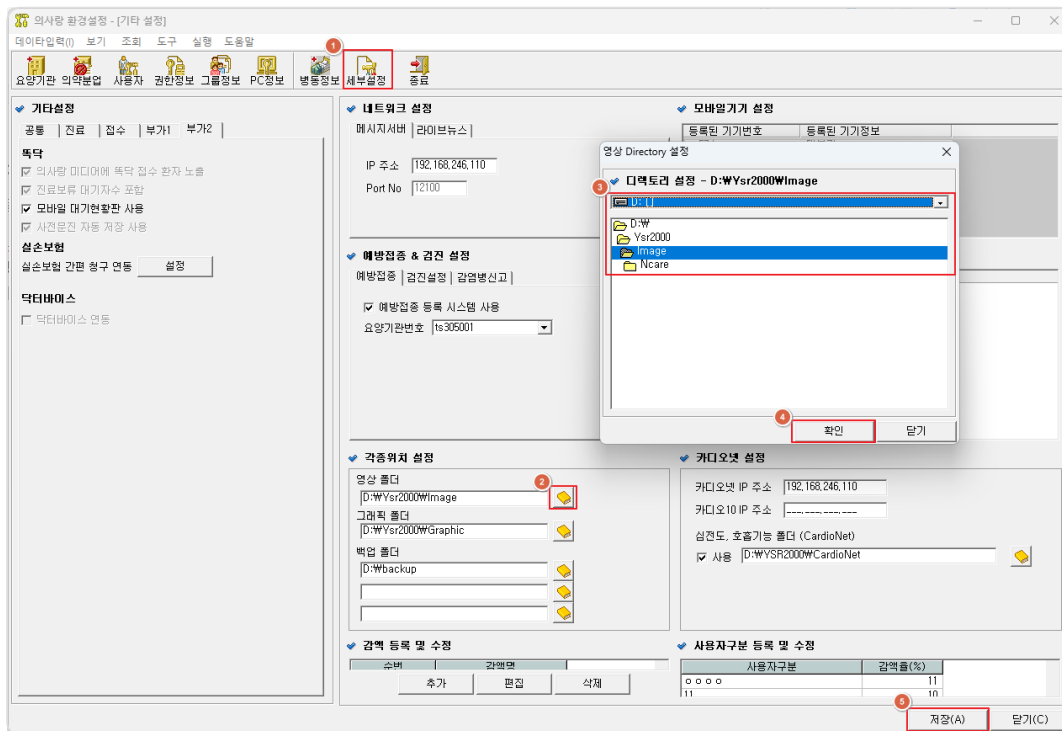 의사랑 환경설정 - [기타 설정]
데이타입력(I) 보기 조회 도구 실행 도움말
1
요양기관 의약분업 사용자 권한정보 그룹정보 PC정보 병동정보 세부설정 종료
기타설정
공통 진료 접수 부가1 부가2
똑닥
의사랑 미디어에 똑닥 접수 환자 노출
진료보류 대기자수 포함
모바일 대기현황판 사용
사전문진 자동 저장 사용
실손보험
실손보험 간편 청구 연동 설정
닥터바이스
닥터바이스 연동
네트워크 설정
메시지서버 라이브뉴스
IP 주소 192,168,246,110
Port No 12100
예방접종 & 검진 설정
예방접종 검진설정 감염병신고
예방접종 등록 시스템 사용
요양기관번호 ts305001
각종위치 설정
영상 폴더
2
D:₩Ysr2000₩Image
그래픽 폴더
D:₩Ysr2000₩Graphic
백업 폴더
D:₩backup
감액 등록 및 수정
순번 감액명
추가 편집 삭제
모바일기기 설정
등록된 기기번호 등록된 기기정보
영상 Directory 설정
디렉토리 설정 - D:₩Ysr2000₩Image
3
D: []
D:₩
Ysr2000
Image
Ncare
4
확인 닫기
카디오넷 설정
카디오넷 IP 주소 192,168,246,110
카디오10 IP 주소 ___,___,___,___
심전도, 호흡기능 폴더 (CardioNet)
사용 D:₩YSR2000₩CardioNet
사용자구분 등록 및 수정
사용자구분 감액율(%)
ㅇㅇㅇㅇ 11
11 10
5
저장(A) 닫기(C)